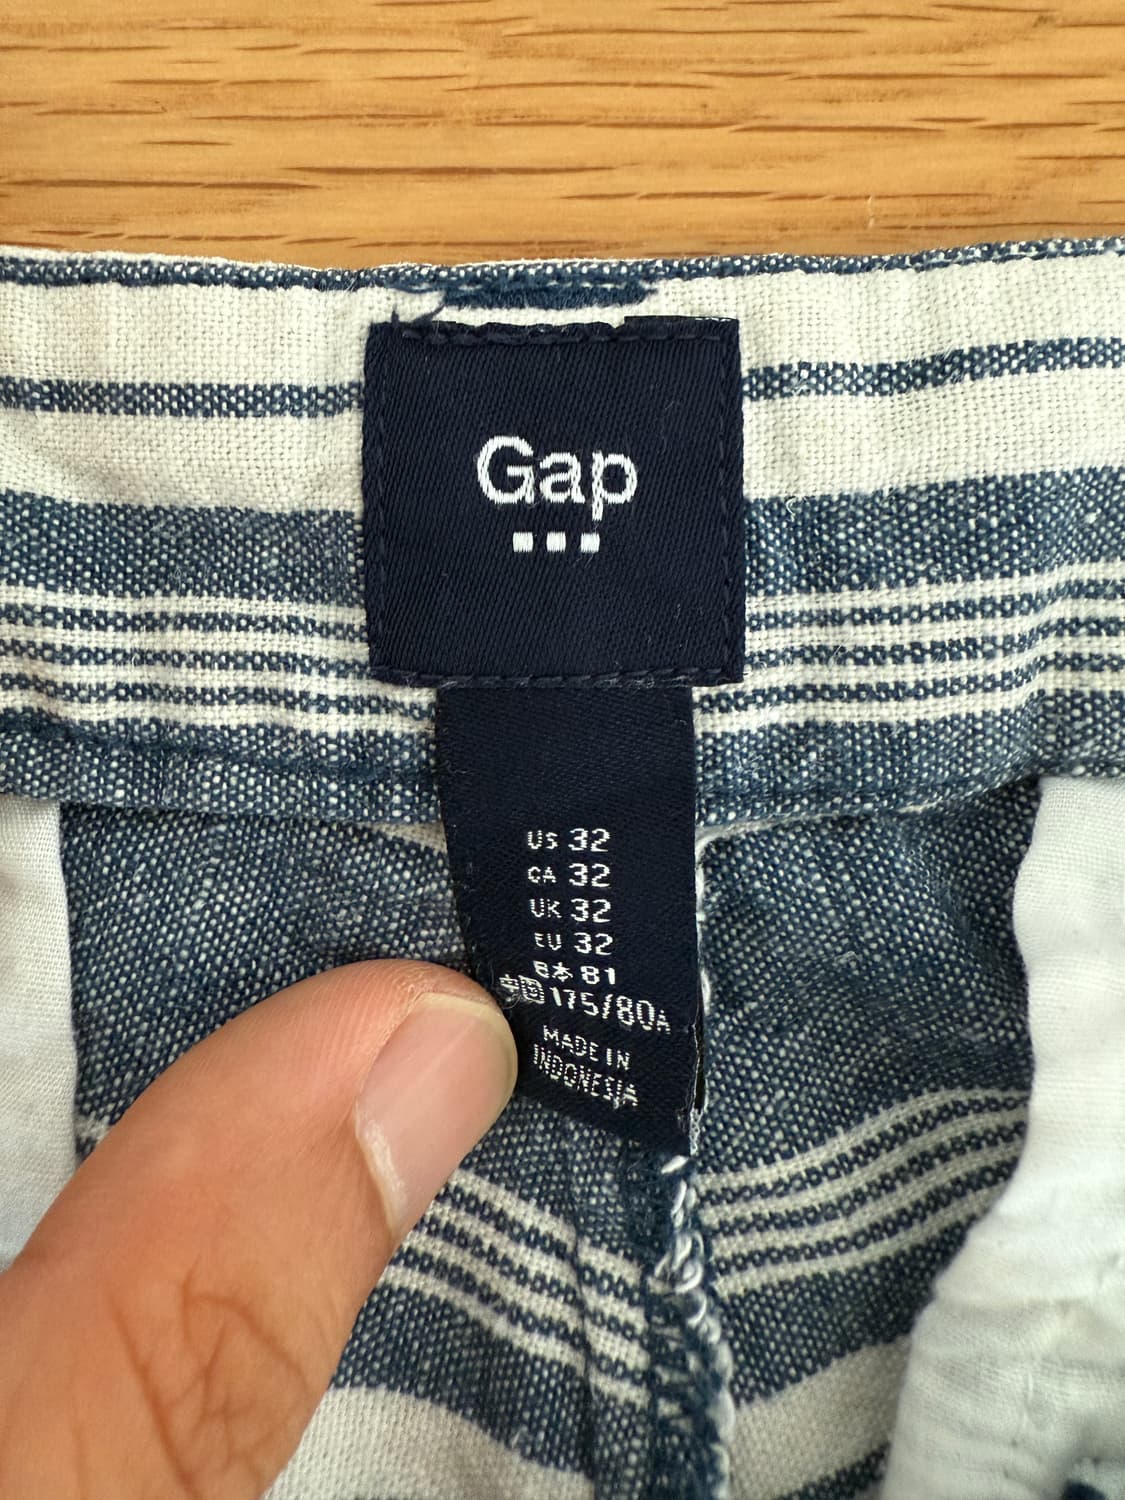 Gap
US 32
CA 32
UK 32
EU 32
日本 81
中国 175/80A
MADE IN
INDONESIA